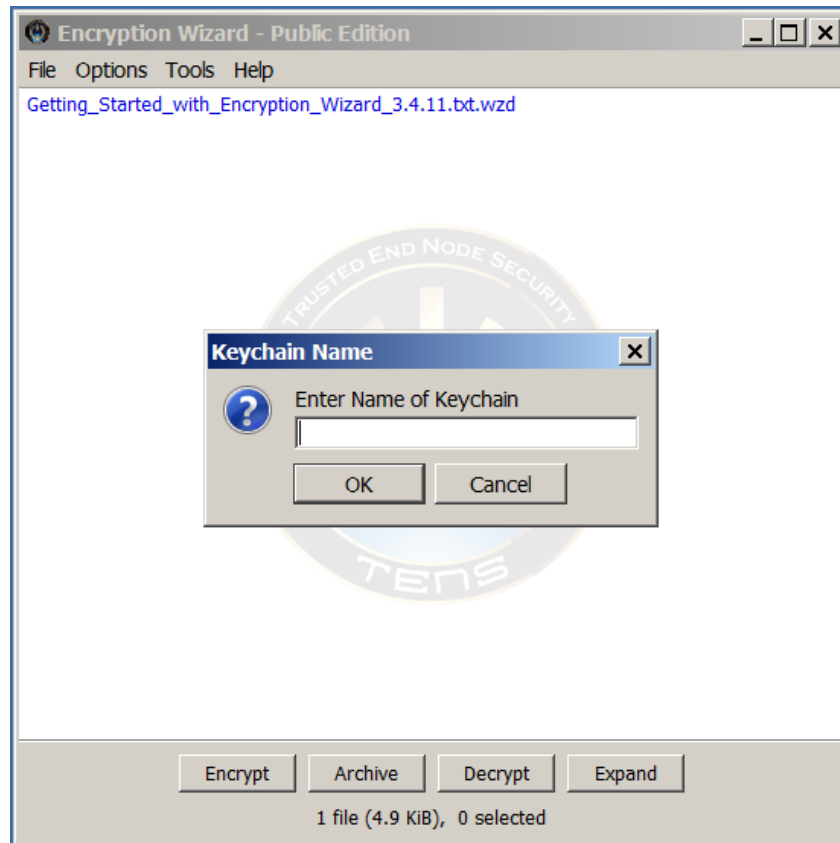 Encryption Wizard - Public Edition
File Options Tools Help
Getting_Started_with_Encryption_Wizard_3.4.11.txt.wzd
TRUSTED END NODE SECURITY
Keychain Name
Enter Name of Keychain
OK Cancel
TENS
Encrypt Archive Decrypt Expand
1 file (4.9 KiB), 0 selected